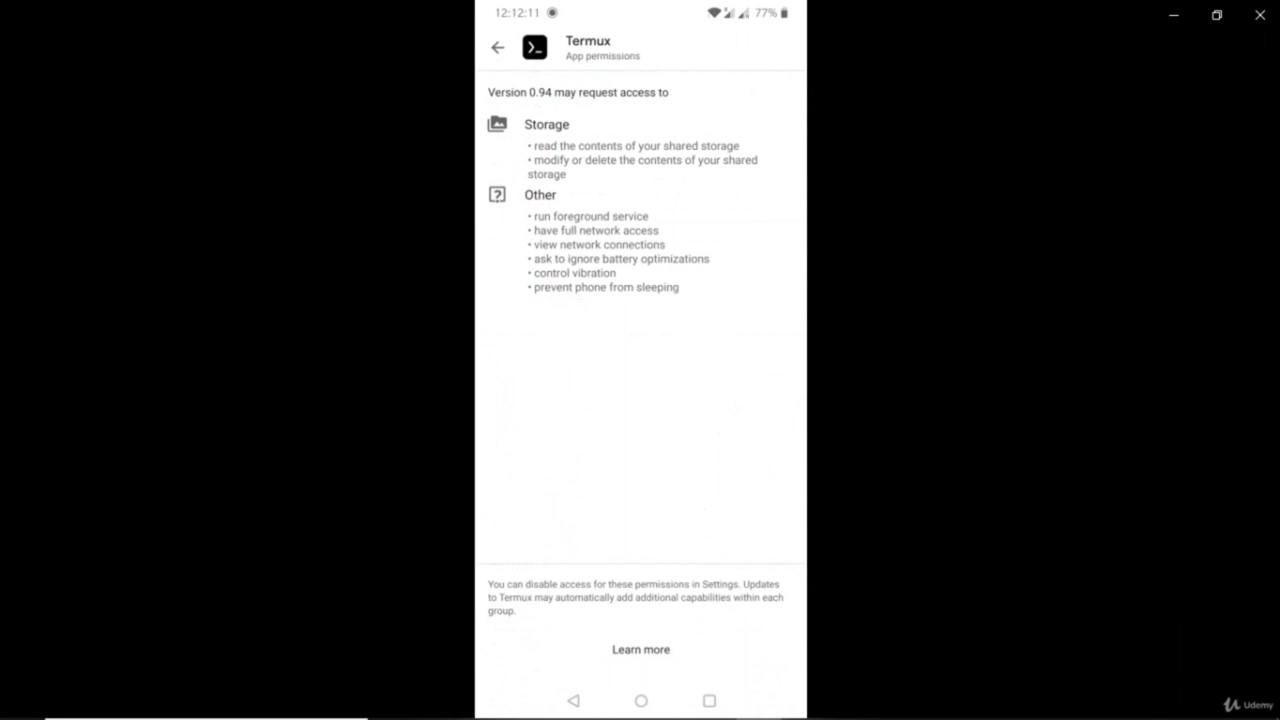 12:12:11
77%
Termux
App permissions
Version 0.94 may request access to
Storage
• read the contents of your shared storage
• modify or delete the contents of your shared
storage
Other
• run foreground service
• have full network access
• view network connections
• ask to ignore battery optimizations
• control vibration
• prevent phone from sleeping
You can disable access for these permissions in Settings. Updates
to Termux may automatically add additional capabilities within each
group.
Learn more
Udemy